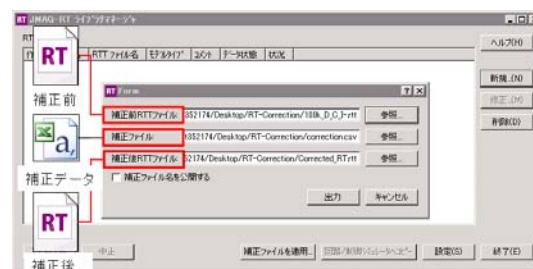 JMAG-RT ライブラリマネージャ
RTT ファイル名 モデルタイプ コメント データ状態 状況
ヘルプ(H)
新規...(N)
修正...(M)
削除(D)
RT
補正前
a,
補正データ
RT
補正後
RT Form
補正前RTTファイル: 352174/Desktop/RT-Correction/100k_D_C_I-.rtt 参照...
補正ファイル: 352174/Desktop/RT-Correction/correction.csv 参照...
補正後RTTファイル: 52174/Desktop/RT-Correction/Corrected_RT.rtt 参照...
補正ファイル名を公開する
出力 キャンセル
中止 補正ファイルを適用... 設定(S) 終了(E)